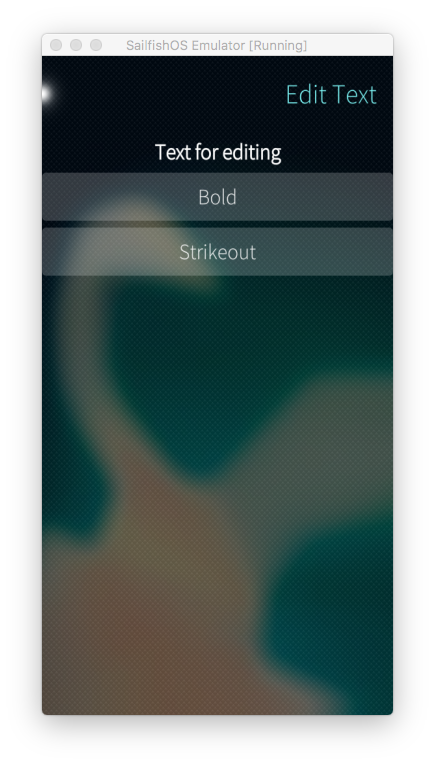 SailfishOS Emulator [Running]
Edit Text
Text for editing
Bold
Strikeout